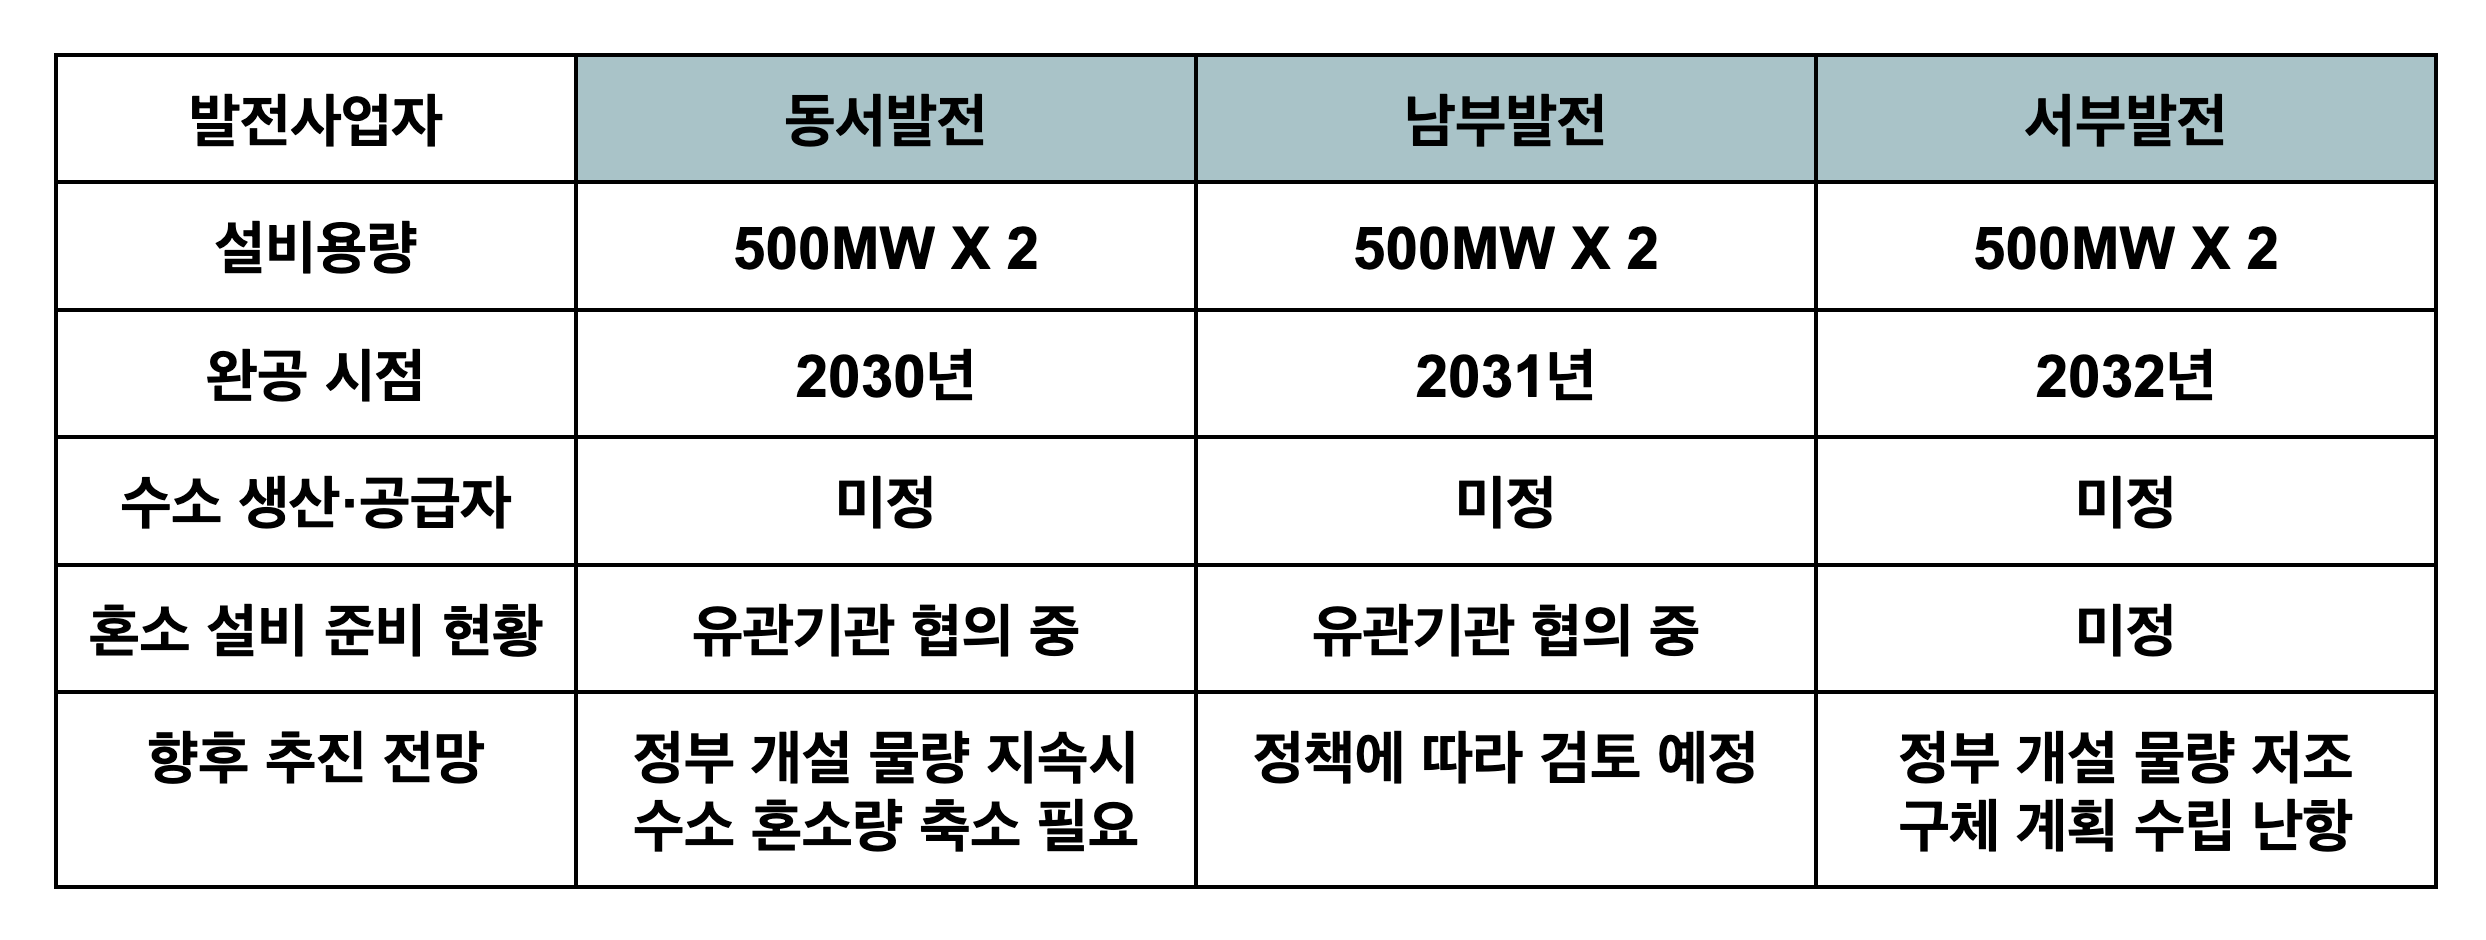 발전사업자 동서발전 남부발전 서부발전
설비용량 500MW X 2 500MW X 2 500MW X 2
완공 시점 2030년 2031년 2032년
수소 생산·공급자 미정 미정 미정
혼소 설비 준비 현황 유관기관 협의 중 유관기관 협의 중 미정
향후 추진 전망 정부 개설 물량 지속시 정책에 따라 검토 예정 정부 개설 물량 저조
수소 혼소량 축소 필요 구체 계획 수립 난항